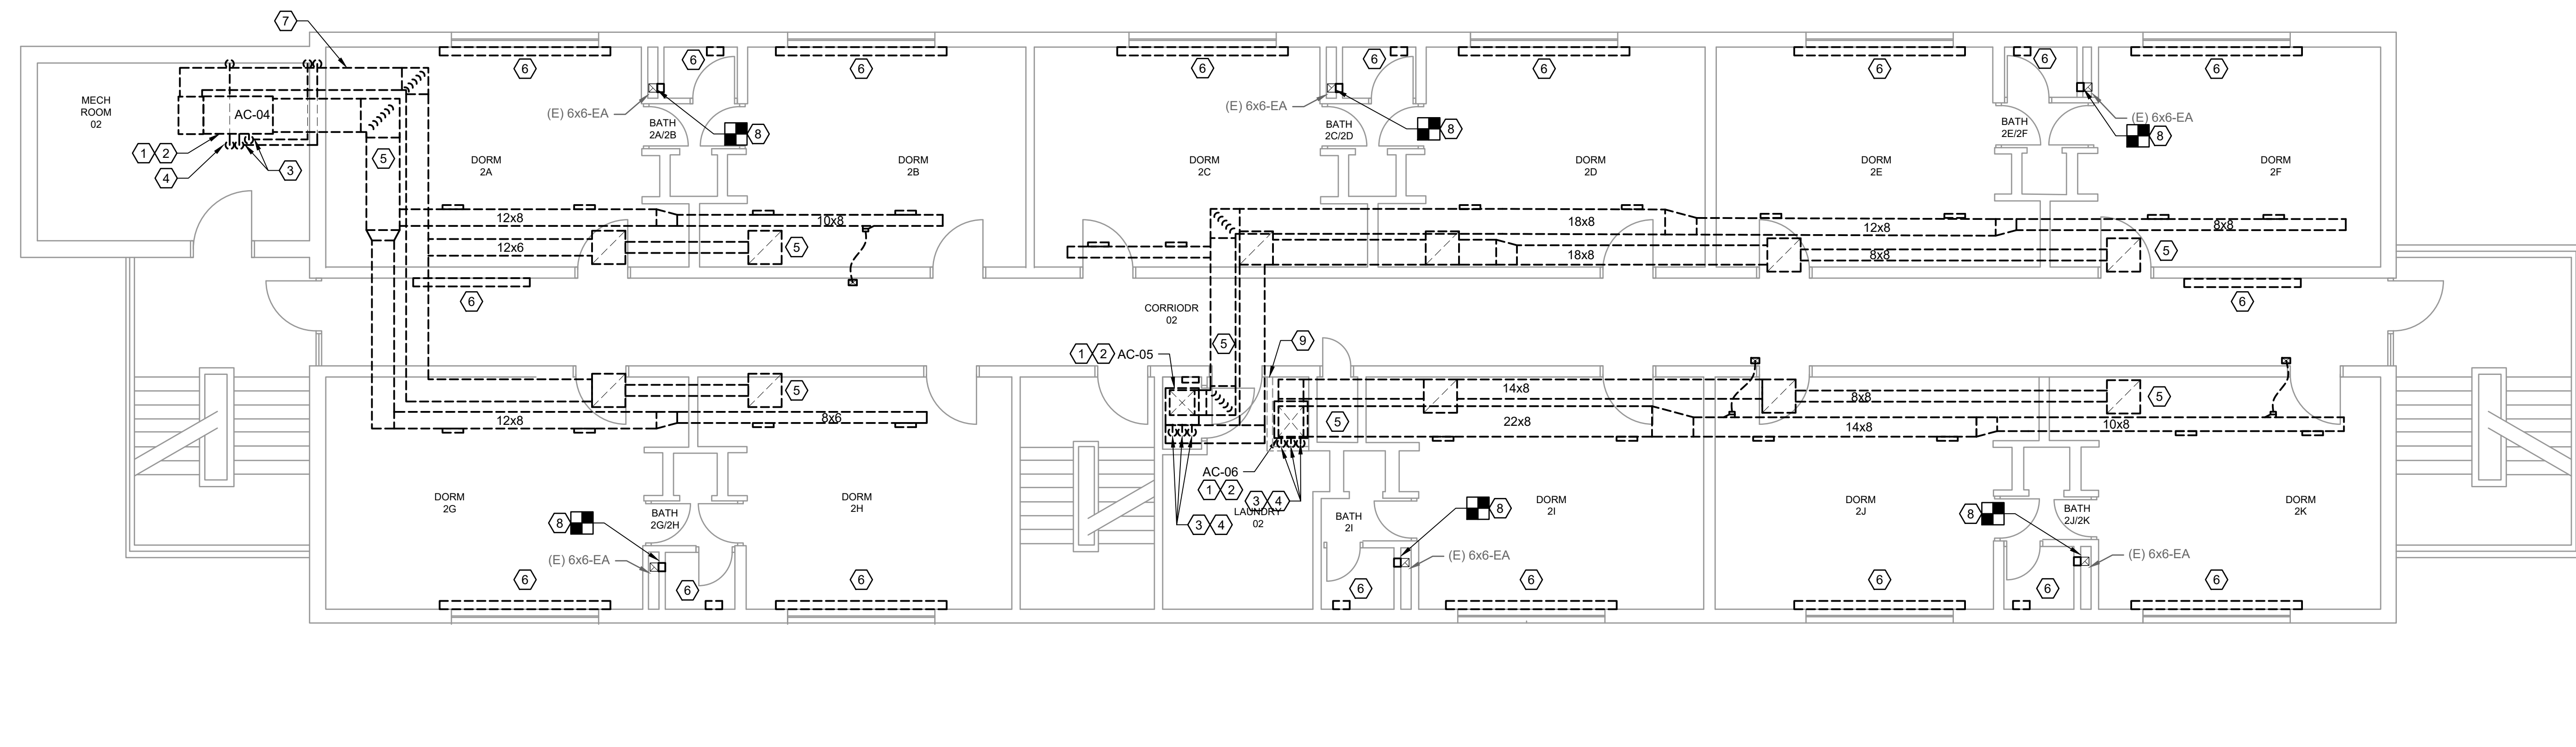 7
6
6
6
6
6
6
6
6
6
MECH
ROOM
02
AC-04
(E) 6x6-EA
(E) 6x6-EA
(E) 6x6-EA
BATH
2A/2B
8
BATH
2C/2D
8
BATH
2E/2F
8
1 2
4
3
5
DORM
2A
DORM
2B
DORM
2C
DORM
2D
DORM
2E
DORM
2F
12x8
10x8
18x8
12x8
8x8
12x6
5
18x8
8x8
5
6
6
CORRIODR
02
5
1 2 AC-05
9
5
14x8
8x8
5
12x8
8x6
5
22x8
14x8
10x8
AC-06
1 2
3 4
LAUNDRY
02
3 4
DORM
2G
DORM
2H
DORM
2I
DORM
2J
DORM
2K
8
BATH
2G/2H
BATH
2I
8
8
BATH
2J/2K
(E) 6x6-EA
(E) 6x6-EA
(E) 6x6-EA
6
6
6
6
6
6
6
6